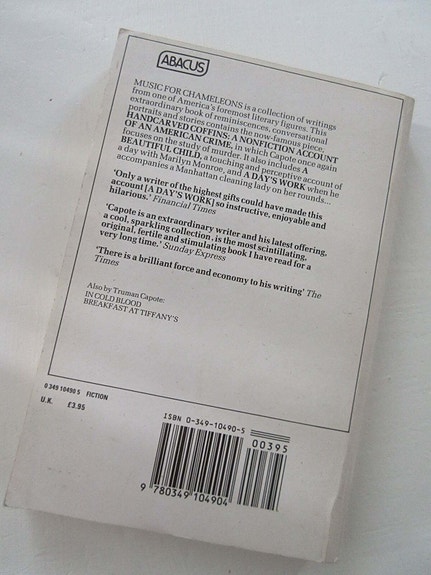 ABACUS
MUSIC FOR CHAMELEONS is a collection of writings
from one of America's foremost literary figures. This
extraordinary book of reminiscences, conversational
portraits and stories contains the now-famous piece,
HANDCARVED COFFINS: A NONFICTION ACCOUNT
OF AN AMERICAN CRIME, in which Capote once again
focuses on the study of murder. It also includes A
BEAUTIFUL CHILD, a touching and perceptive account of
a day with Marilyn Monroe, and A DAY'S WORK when he
accompanies a Manhattan cleaning lady on her rounds...
'Only a writer of the highest gifts could have made this
account [A DAY'S WORK] so instructive, enjoyable and
hilarious.' Financial Times
'Capote is an extraordinary writer and his latest offering,
a cool, sparkling collection, is the most scintillating,
original, fertile and stimulating book I have read for a
very long time.' Sunday Express
'There is a brilliant force and economy to his writing' The
Times
Also by Truman Capote:
IN COLD BLOOD
BREAKFAST AT TIFFANY'S
0 349 10490 5 FICTION
U.K. £3.95
ISBN 0-349-10490-5
00395
9 780349 104904